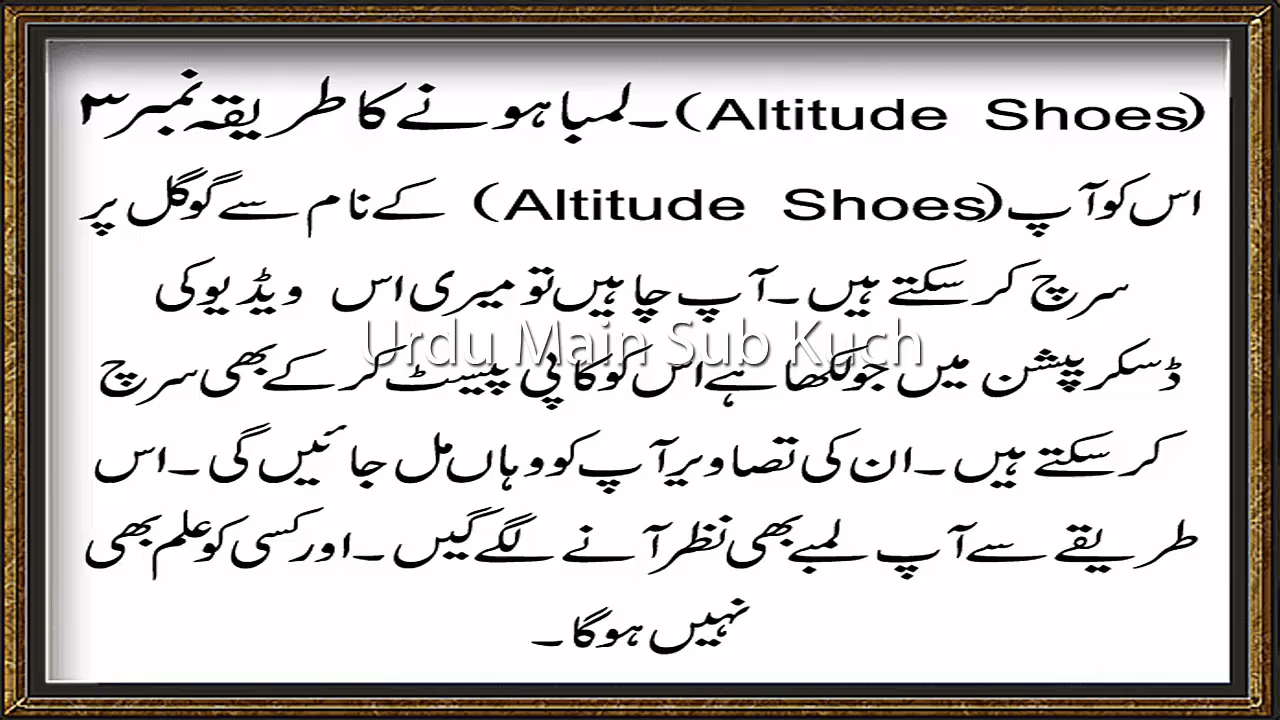 (Altitude Shoes)۔لمبا ہونے کا طریقہ نمبر ۳
اس کو آپ (Altitude Shoes) کے نام سے گوگل پر
سرچ کر سکتے ہیں۔آپ چاہیں تو میری اس ویڈیو کی
Urdu Main Sub Kuch
ڈسکرپیشن میں جو لکھا ہے اس کو کاپی پیسٹ کر کے بھی سرچ
کر سکتے ہیں۔ان کی تصاویر آپ کو وہاں مل جائیں گی۔اس
طریقے سے آپ لمبے بھی نظر آنے لگے گیں۔اور کسی کو علم بھی
نہیں ہو گا۔